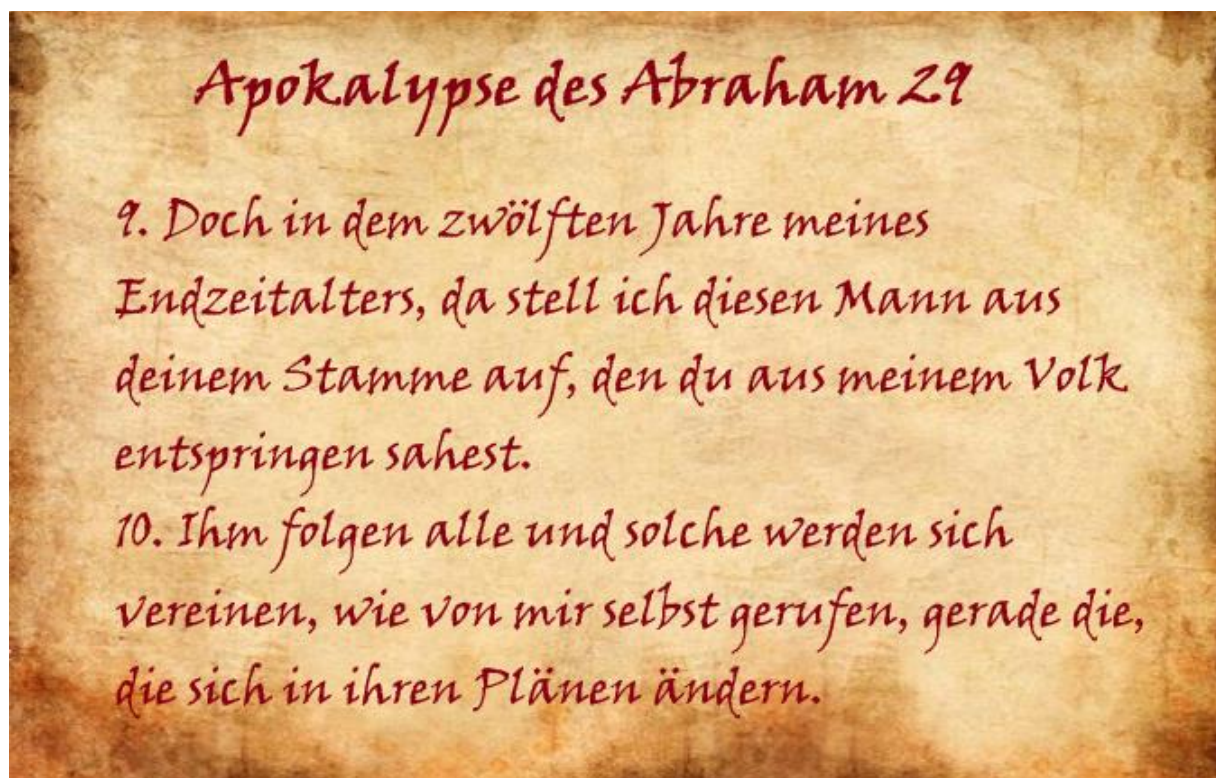 Apokalypse des Abraham 29
9. Doch in dem zwölften Jahre meines
Endzeitalters, da stell ich diesen Mann aus
deinem Stamme auf, den du aus meinem Volk
entspringen sahest.
10. Ihm folgen alle und solche werden sich
vereinen, wie von mir selbst gerufen, gerade die,
die sich in ihren Plänen ändern.